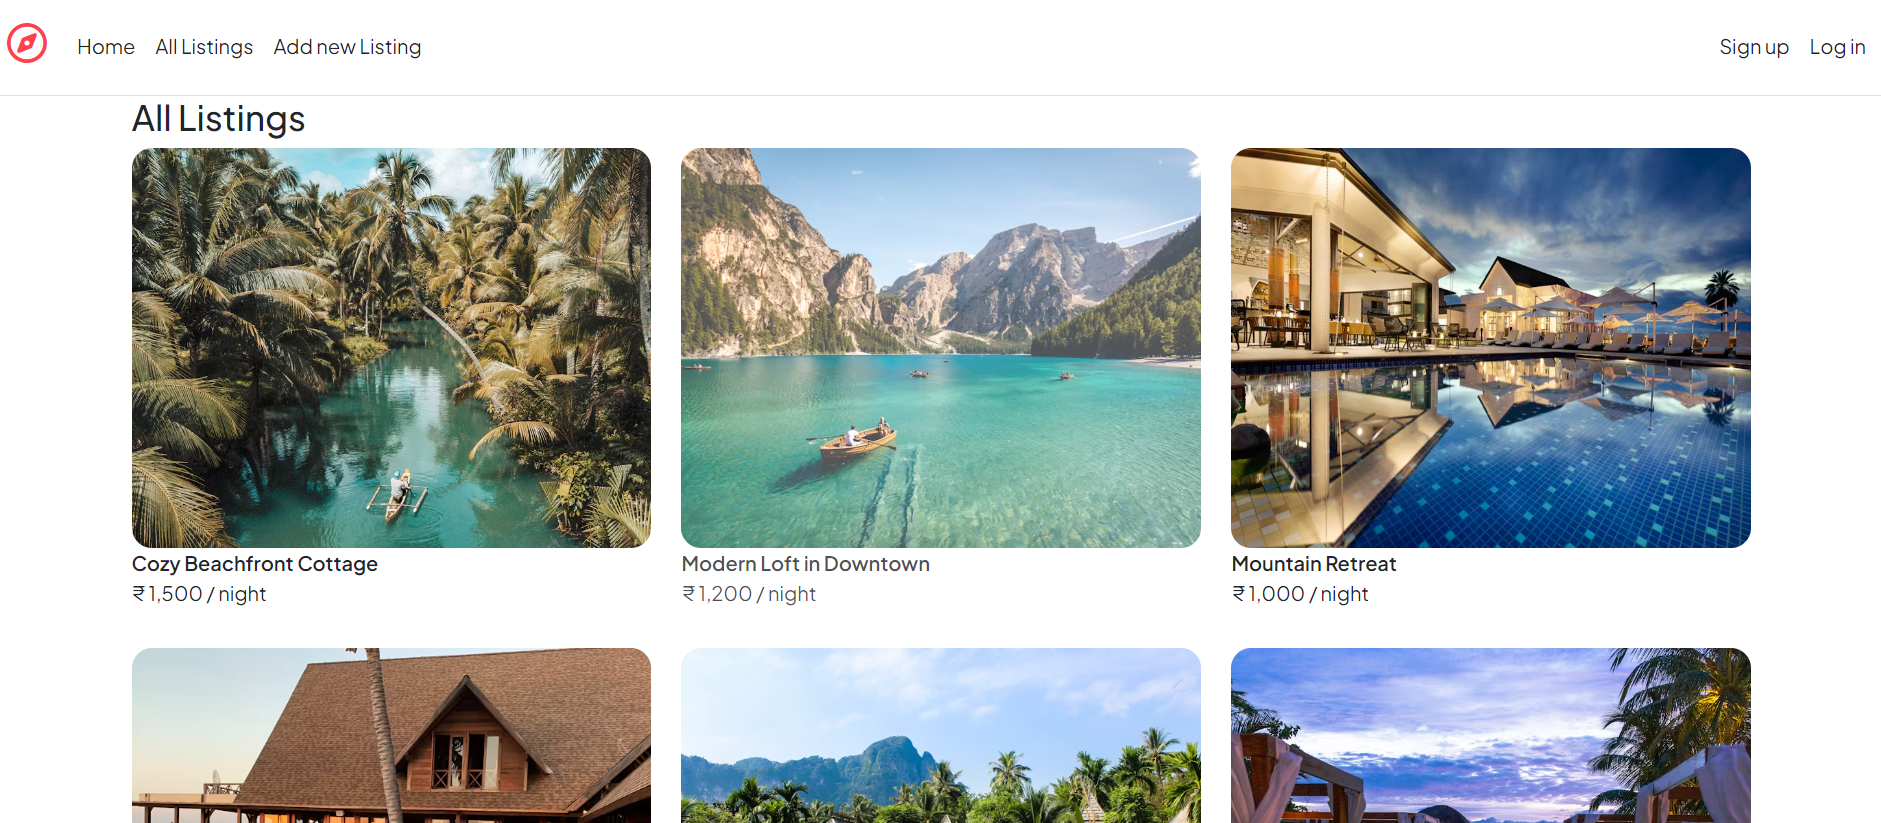 Home All Listings Add new Listing Sign up Log in
All Listings
Cozy Beachfront Cottage
₹ 1,500 / night
Modern Loft in Downtown
₹ 1,200 / night
Mountain Retreat
₹ 1,000 / night